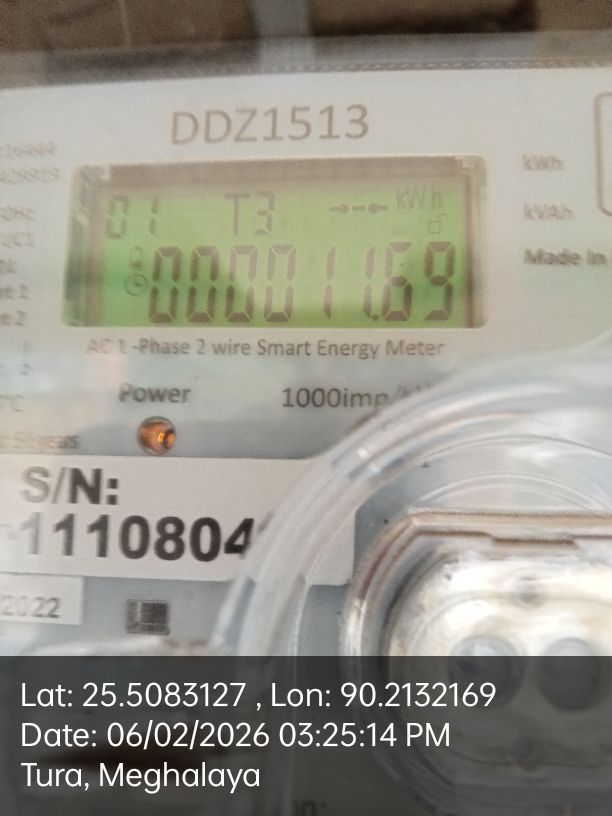 DDZ1513
kWh
01 T3 kWh
kVAh
00001169
Made in
AC 1 -Phase 2 wire Smart Energy Meter
Power 1000imp/
years
S/N:
1110804
2022
Lat: 25.5083127 , Lon: 90.2132169
Date: 06/02/2026 03:25:14 PM
Tura, Meghalaya